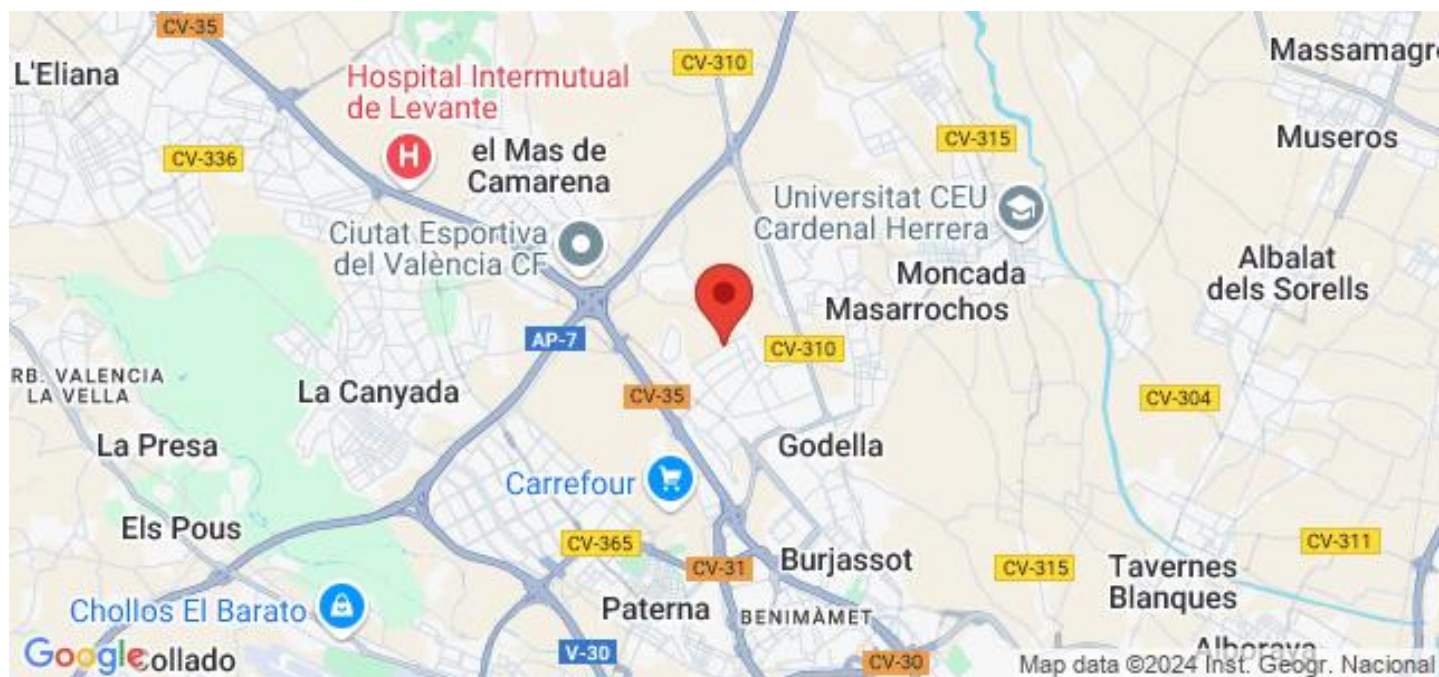 CV-35
L'Eliana
Hospital Intermutual
de Levante
CV-310
Massamagre
Museros
CV-336
H
el Mas de
Camarena
CV-315
Universitat CEU
Cardenal Herrera
Ciutat Esportiva
del València CF
Moncada
Masarrochos
Albalat
dels Sorells
AP-7
CV-310
RB. VALENCIA
LA VELLA
La Canyada
CV-35
CV-304
La Presa
Godella
Carrefour
Els Pous
CV-365
CV-311
CV-31
Burjassot
CV-315
Tavernes
Blanques
Chollos El Barato
Paterna
BENIMÀMET
V-30
Alboraya
Google
Collado
CV-30
Map data ©2024 Inst. Geogr. Nacional